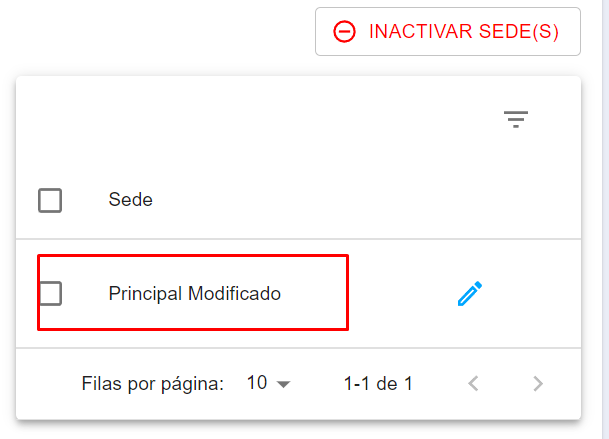 INACTIVAR SEDE(S)
Sede
Principal Modificado
Filas por página: 10 1-1 de 1